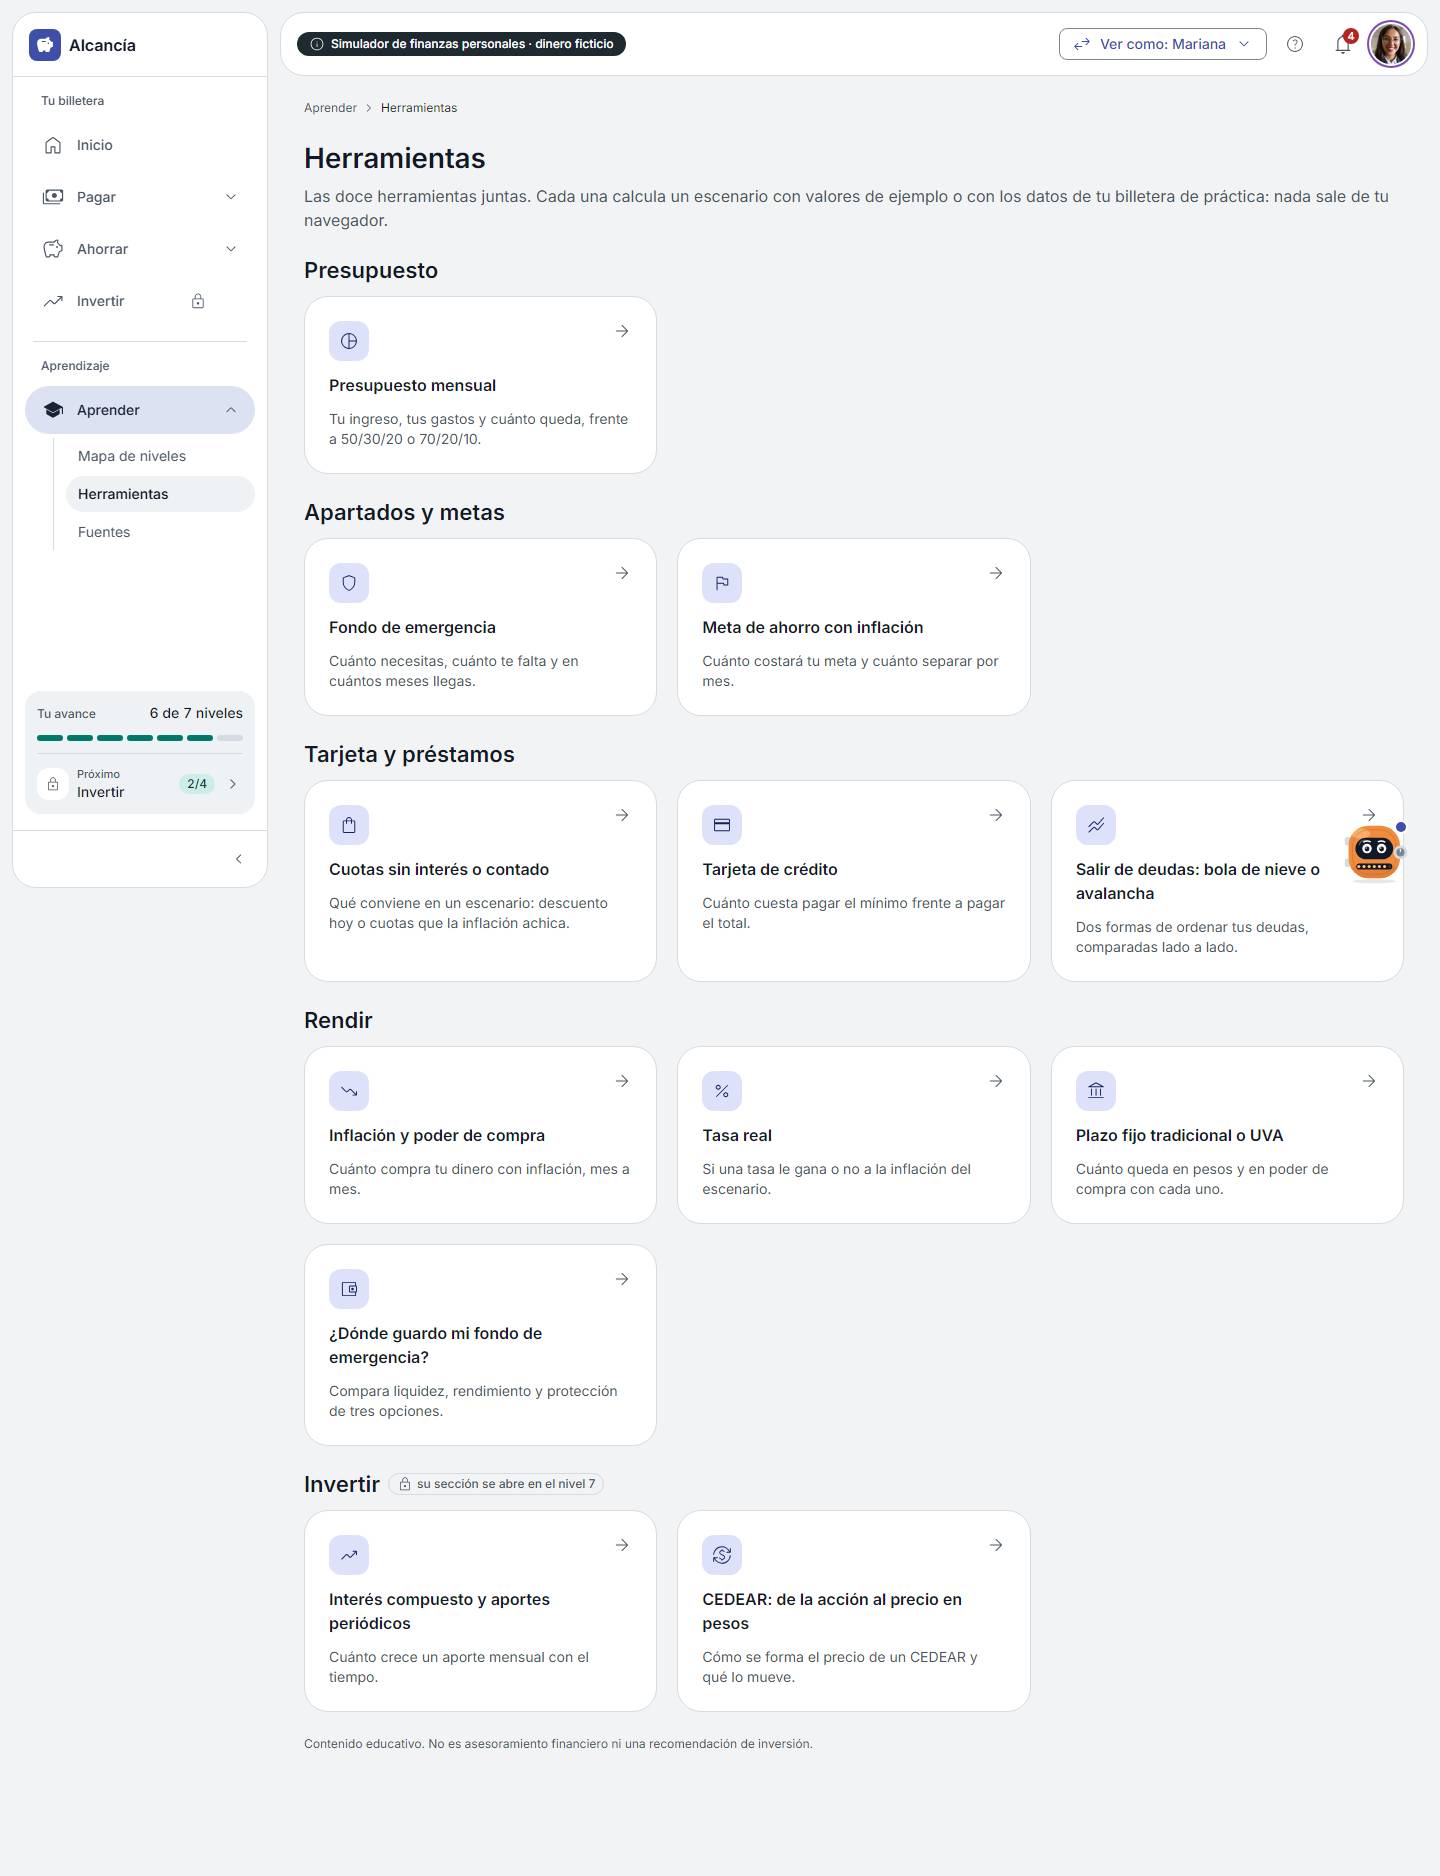 Alcancía
Simulador de finanzas personales · dinero ficticio
Ver como: Mariana
4
Tu billetera
Inicio
Pagar
Ahorrar
Invertir
Aprendizaje
Aprender
Mapa de niveles
Herramientas
Fuentes
Tu avance
6 de 7 niveles
Próximo
Invertir
2/4
Aprender
Herramientas
Herramientas
Las doce herramientas juntas. Cada una calcula un escenario con valores de ejemplo o con los datos de tu billetera de práctica: nada sale de tu
navegador.
Presupuesto
Presupuesto mensual
Tu ingreso, tus gastos y cuánto queda, frente
a 50/30/20 o 70/20/10.
Apartados y metas
Fondo de emergencia
Cuánto necesitas, cuánto te falta y en
cuántos meses llegas.
Meta de ahorro con inflación
Cuánto costará tu meta y cuánto separar por
mes.
Tarjeta y préstamos
Cuotas sin interés o contado
Qué conviene en un escenario: descuento
hoy o cuotas que la inflación achica.
Tarjeta de crédito
Cuánto cuesta pagar el mínimo frente a pagar
el total.
Salir de deudas: bola de nieve o
avalancha
Dos formas de ordenar tus deudas,
comparadas lado a lado.
Rendir
Inflación y poder de compra
Cuánto compra tu dinero con inflación, mes a
mes.
Tasa real
Si una tasa le gana o no a la inflación del
escenario.
Plazo fijo tradicional o UVA
Cuánto queda en pesos y en poder de
compra con cada uno.
¿Dónde guardo mi fondo de
emergencia?
Compara liquidez, rendimiento y protección
de tres opciones.
Invertir
su sección se abre en el nivel 7
Interés compuesto y aportes
periódicos
Cuánto crece un aporte mensual con el
tiempo.
CEDEAR: de la acción al precio en
pesos
Cómo se forma el precio de un CEDEAR y
qué lo mueve.
Contenido educativo. No es asesoramiento financiero ni una recomendación de inversión.